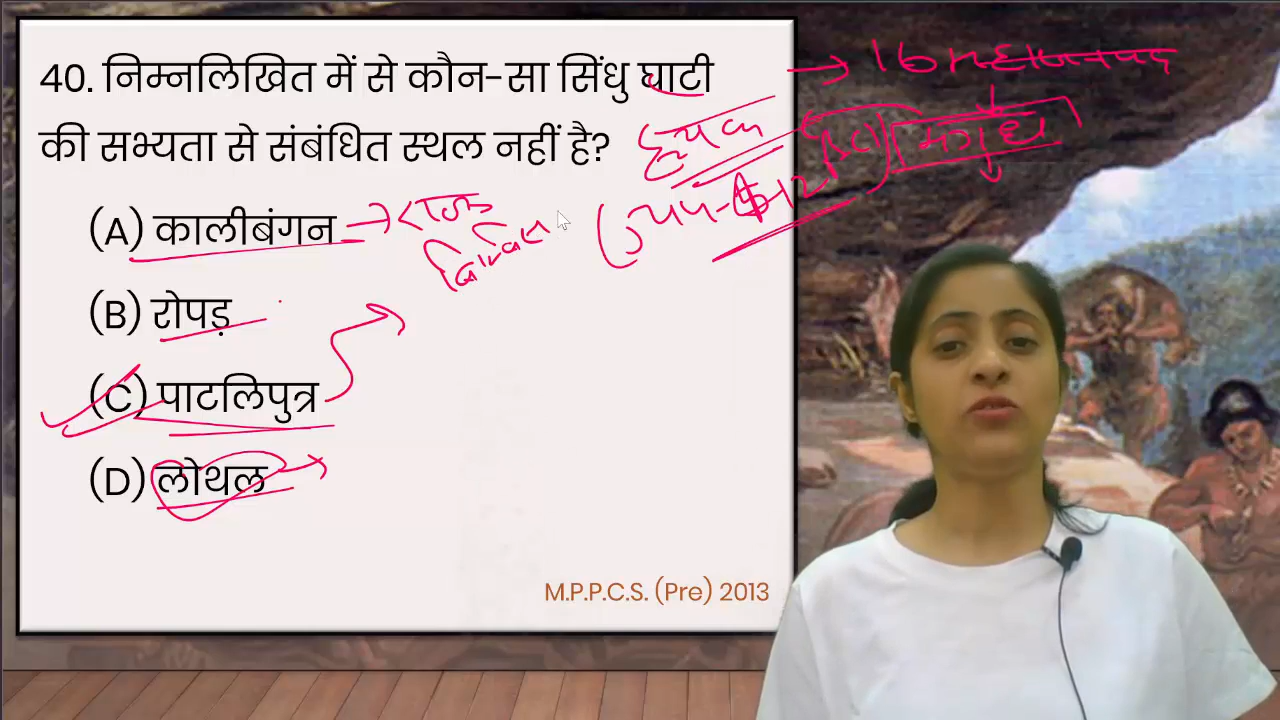 40. निम्नलिखित में से कौन-सा सिंधु घाटी
की सभ्यता से संबंधित स्थल नहीं है?
(A) कालीबंगन
(B) रोपड़
(C) पाटलिपुत्र
(D) लोथल
M.P.P.C.S. (Pre) 2013
16 महाजनपद
मगध